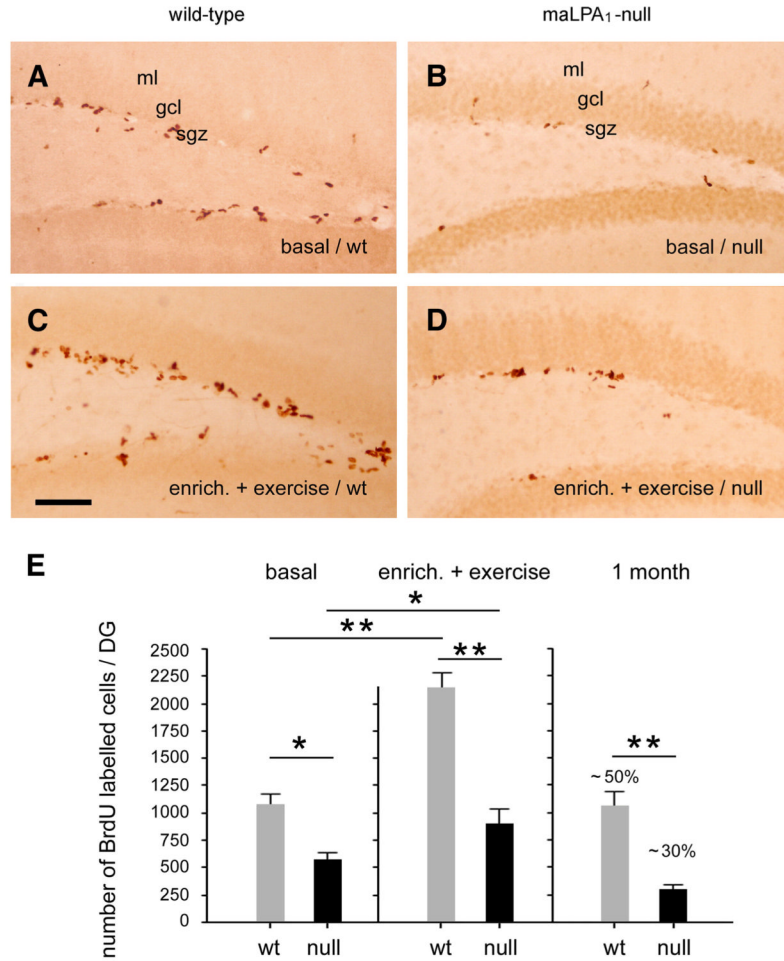 wild-type
maLPA₁-null
A
ml
gcl
sgz
basal / wt
B
ml
gcl
sgz
basal / null
C
enrich. + exercise / wt
D
enrich. + exercise / null
E
basal
enrich. + exercise
1 month
number of BrdU labelled cells / DG
2500
2250
2000
1750
1500
1250
1000
750
500
250
0
*
**
*
**
**
~50%
~30%
wt
null
wt
null
wt
null